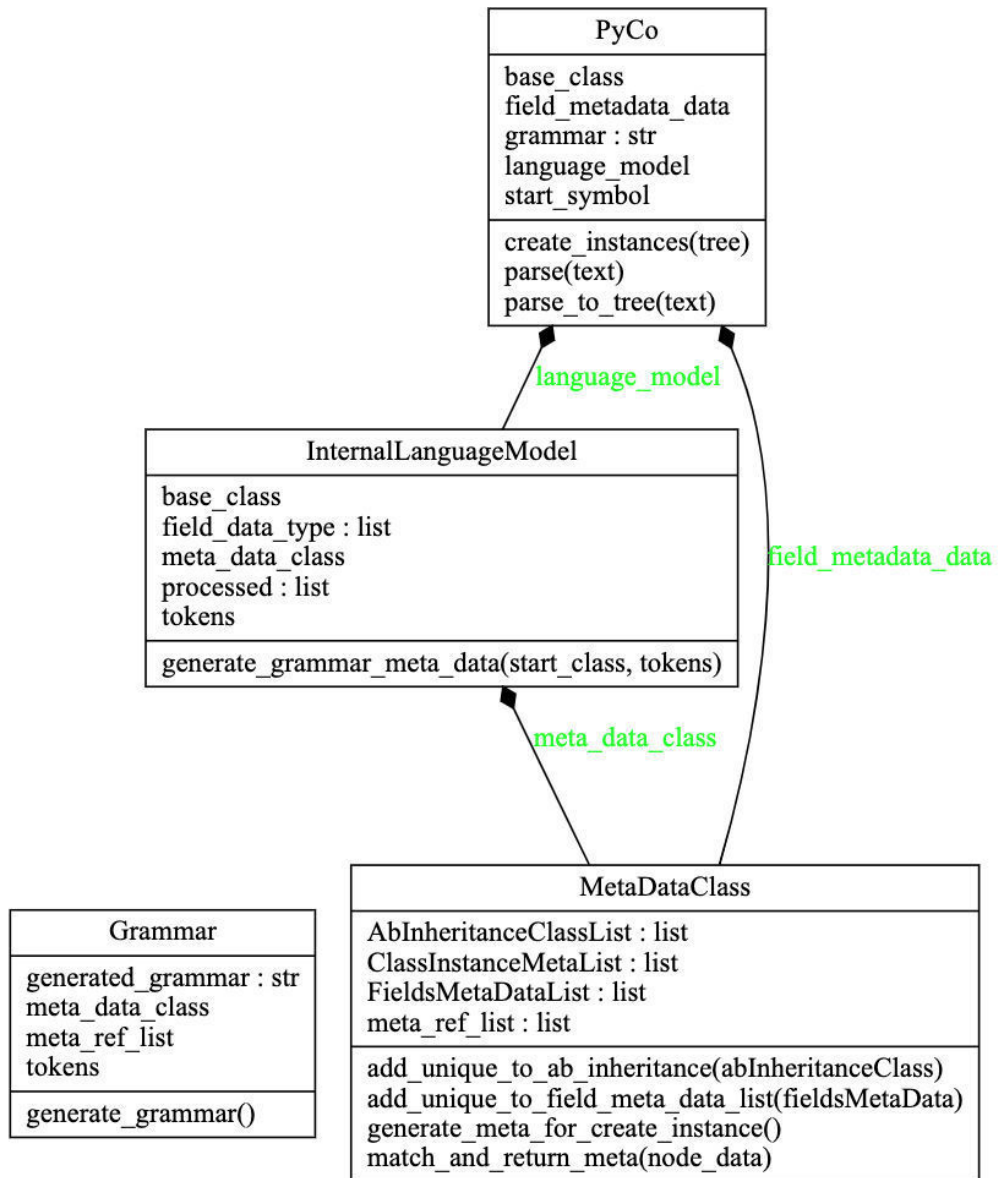 PyCo
base_class
field_metadata_data
grammar : str
language_model
start_symbol
create_instances(tree)
parse(text)
parse_to_tree(text)
language_model
InternalLanguageModel
base_class
field_data_type : list
meta_data_class
processed : list
tokens
generate_grammar_meta_data(start_class, tokens)
field_metadata_data
meta_data_class
Grammar
generated_grammar : str
meta_data_class
meta_ref_list
tokens
generate_grammar()
MetaDataClass
AbInheritanceClassList : list
ClassInstanceMetaList : list
FieldsMetaDataList : list
meta_ref_list : list
add_unique_to_ab_inheritance(abInheritanceClass)
add_unique_to_field_meta_data_list(fieldsMetaData)
generate_meta_for_create_instance()
match_and_return_meta(node_data)